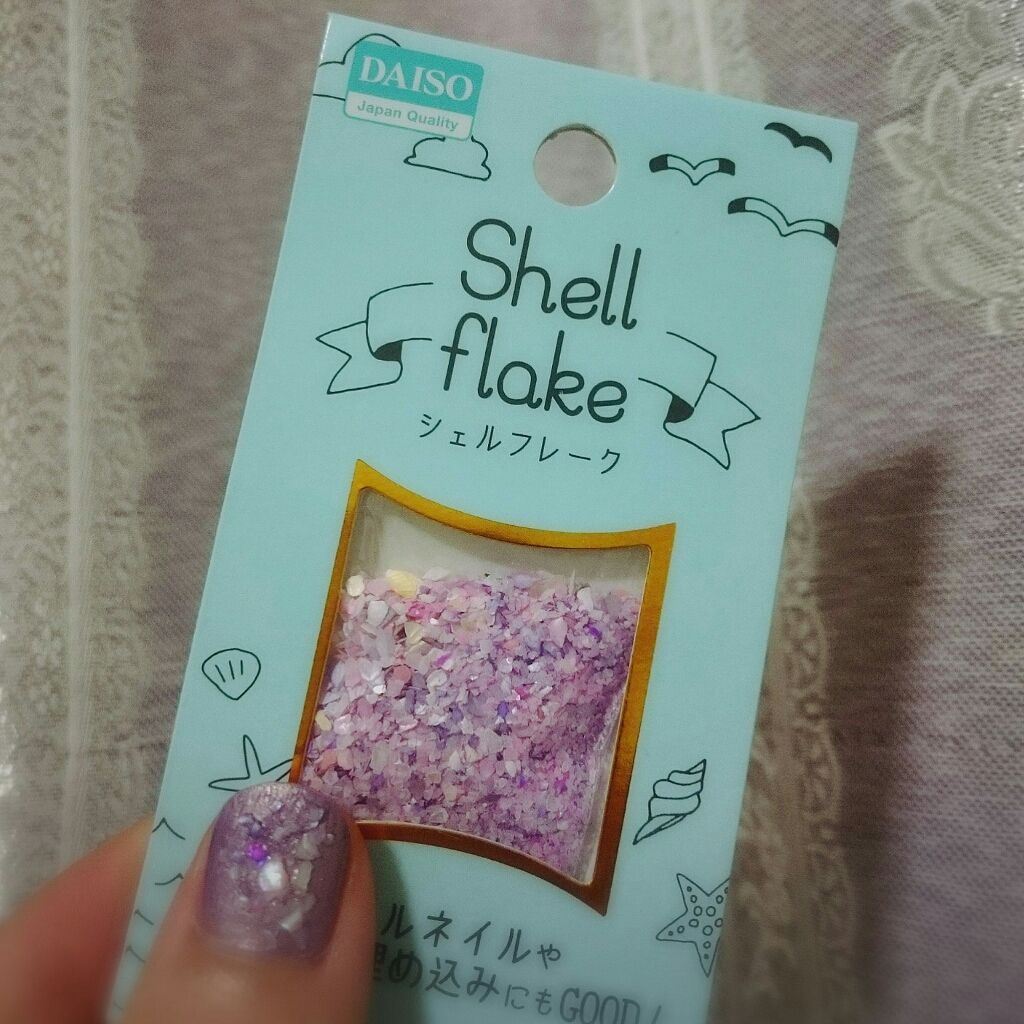 DAISO
Japan Quality
Shell
flake
シェルフレーク
ルネイルや
埋め込みにもGOOD!